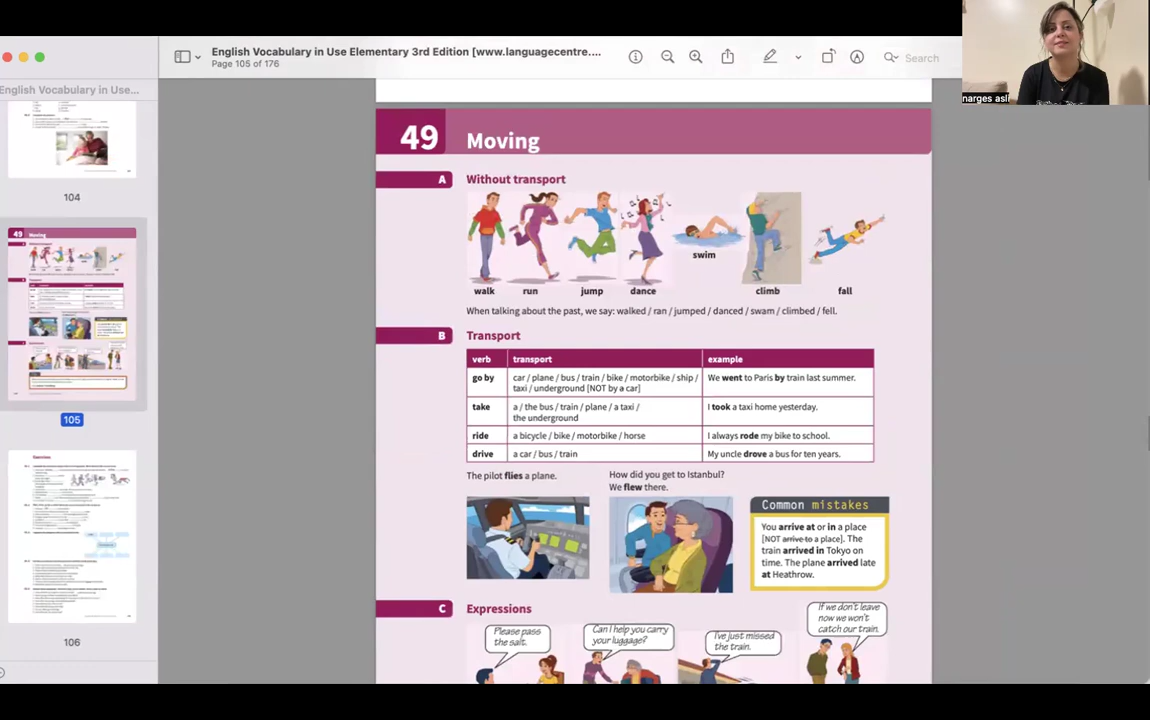 English Vocabulary in Use Elementary 3rd Edition [www.languagecentre....
Page 105 of 176
Search
narges asli
English Vocabulary in Use...
104
105
106
49 Moving
A Without transport
swim
walk run jump dance climb fall
When talking about the past, we say: walked / ran / jumped / danced / swam / climbed / fell.
B Transport
verb transport example
go by car / plane / bus / train / bike / motorbike / ship / We went to Paris by train last summer.
taxi / underground [NOT by a car]
take a / the bus / train / plane / a taxi / I took a taxi home yesterday.
the underground
ride a bicycle / bike / motorbike / horse I always rode my bike to school.
drive a car / bus / train My uncle drove a bus for ten years.
The pilot flies a plane.
How did you get to Istanbul?
We flew there.
Common mistakes
You arrive at or in a place
[NOT arrive to a place]. The
train arrived in Tokyo on
time. The plane arrived late
at Heathrow.
C Expressions
Please pass
the salt.
Can I help you carry
your luggage?
I've just missed
the train.
If we don't leave
now we won't
catch our train.